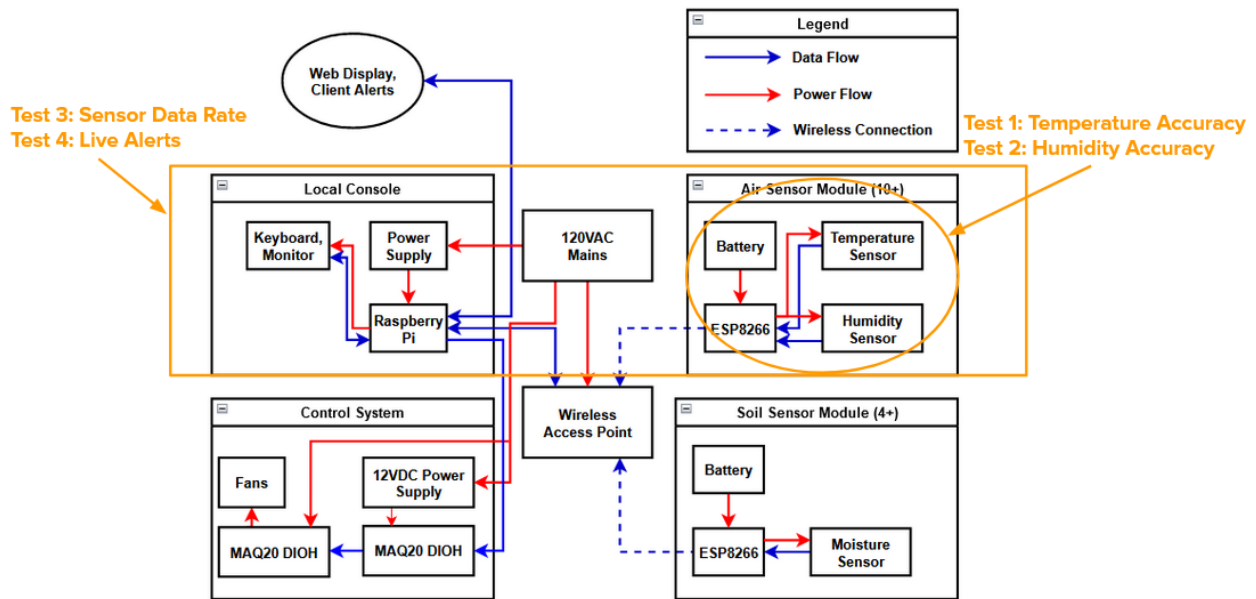 Legend
Data Flow
Power Flow
Wireless Connection
Web Display,
Client Alerts
Test 3: Sensor Data Rate
Test 4: Live Alerts
Test 1: Temperature Accuracy
Test 2: Humidity Accuracy
Local Console
Keyboard,
Monitor
Power
Supply
Raspberry
Pi
120VAC
Mains
Air Sensor Module (10+)
Battery
Temperature
Sensor
ESP8266
Humidity
Sensor
Control System
Fans
12VDC Power
Supply
MAQ20 DIOH
MAQ20 DIOH
Wireless
Access Point
Soil Sensor Module (4+)
Battery
ESP8266
Moisture
Sensor